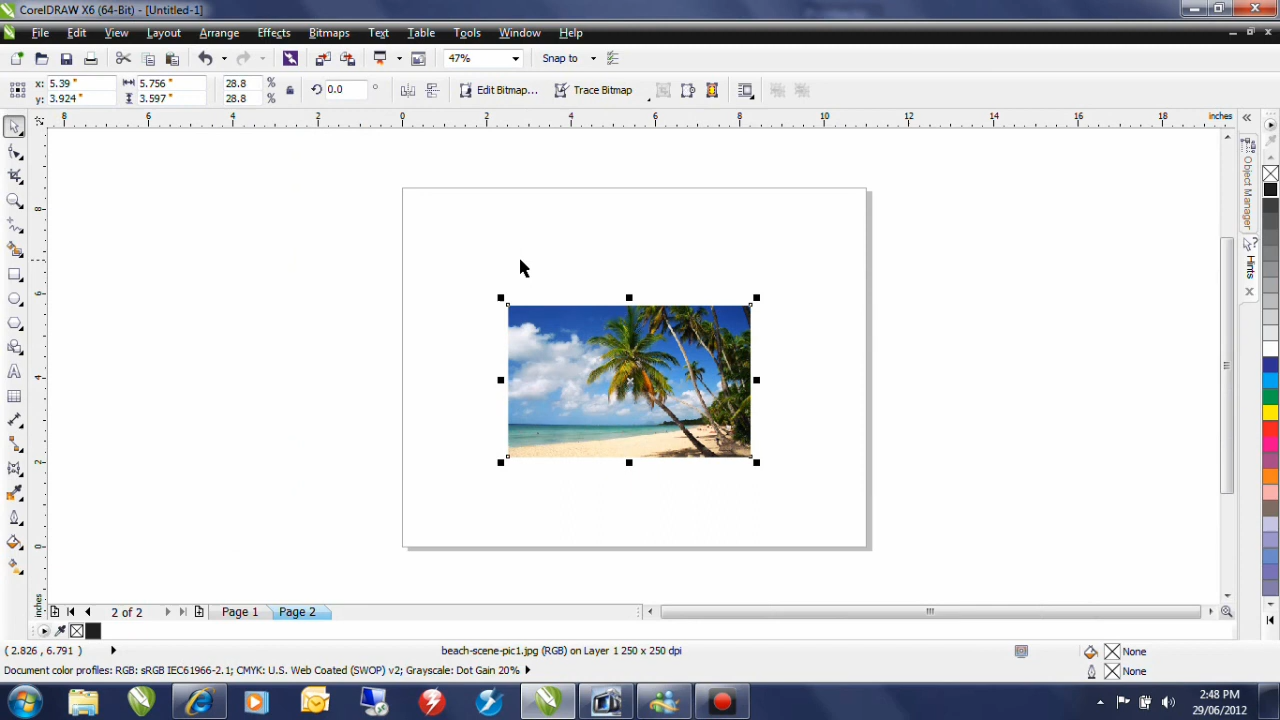 CorelDRAW X6 (64-Bit) - [Untitled-1]
File Edit View Layout Arrange Effects Bitmaps Text Table Tools Window Help
47% Snap to
x: 5.39 " 5.756 " 28.8 % 0.0 ° Edit Bitmap... Trace Bitmap
y: 3.924 " 3.597 " 28.8 %
8 6 4 2 0 2 4 6 8 10 12 14 16 18 inches
8
6
4
2
0
inches
Object Manager
Hints
2 of 2 Page 1 Page 2
( 2.826 , 6.791 ) beach-scene-pic1.jpg (RGB) on Layer 1 250 x 250 dpi None
Document color profiles: RGB: sRGB IEC61966-2.1; CMYK: U.S. Web Coated (SWOP) v2; Grayscale: Dot Gain 20% None
2:48 PM
29/06/2012